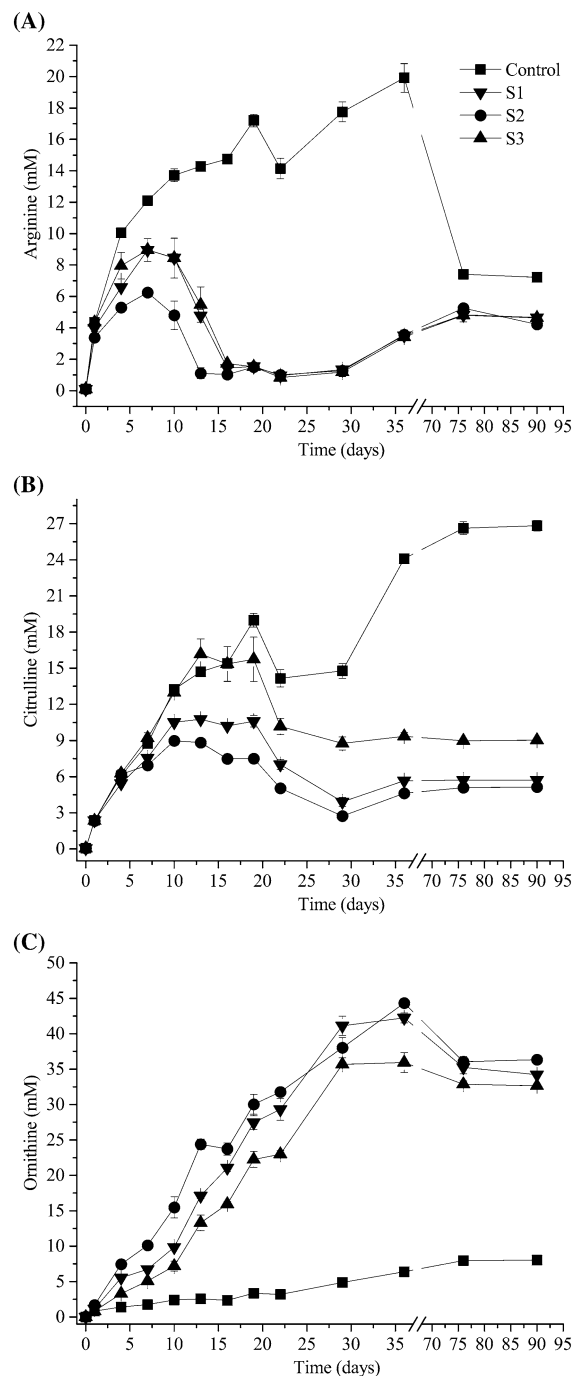 (A)
22
20
18
16
14
12
10
8
6
4
2
0
Arginine (mM)
Control
S1
S2
S3
0 5 10 15 20 25 30 35 70 75 80 85 90 95
Time (days)
(B)
27
24
21
18
15
12
9
6
3
0
Citrulline (mM)
0 5 10 15 20 25 30 35 70 75 80 85 90 95
Time (days)
(C)
50
45
40
35
30
25
20
15
10
5
0
Ornithine (mM)
0 5 10 15 20 25 30 35 70 75 80 85 90 95
Time (days)